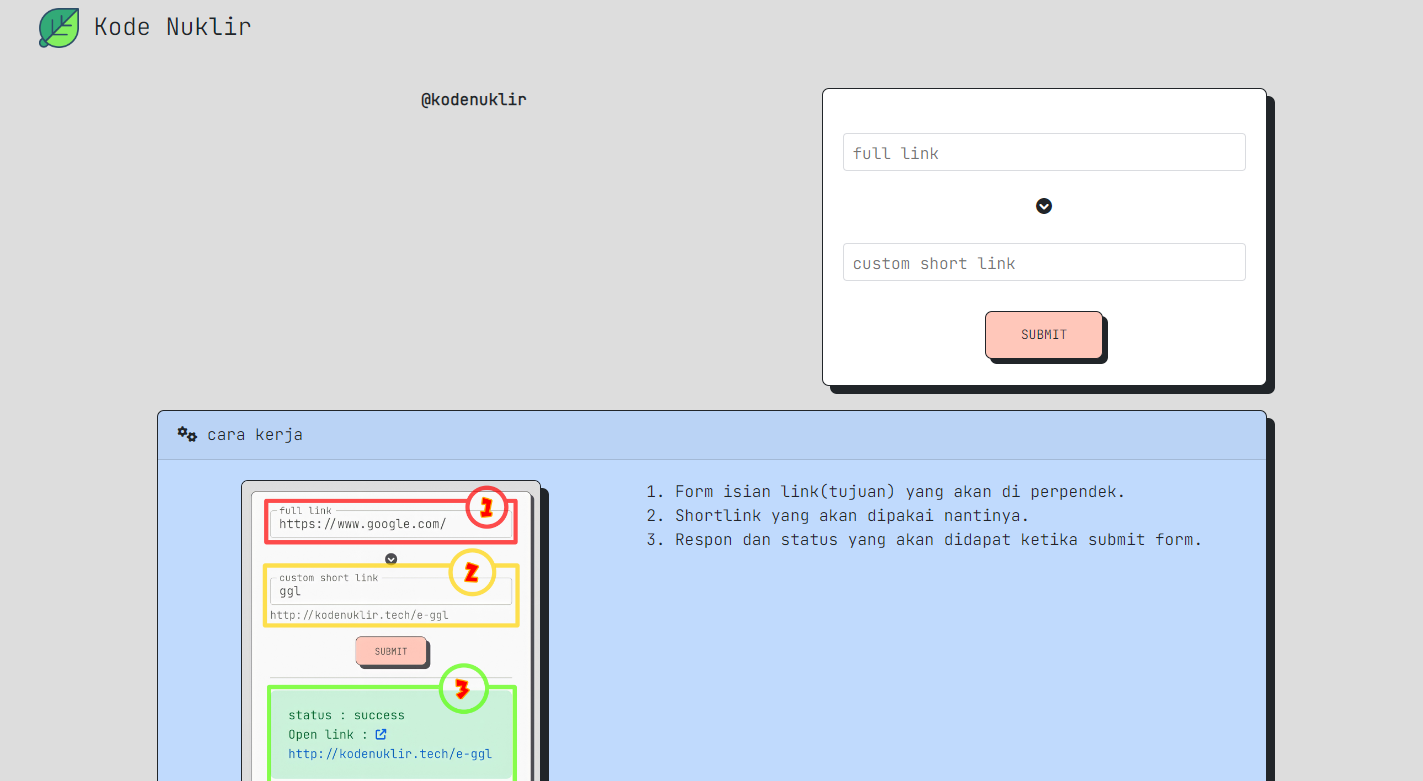 Kode Nuklir
@kodenuklir
full link
custom short link
SUBMIT
cara kerja
full link
https://www.google.com/
1
custom short link
ggl
2
http://kodenuklir.tech/e-ggl
SUBMIT
3
status : success
Open link :
http://kodenuklir.tech/e-ggl
1. Form isian link(tujuan) yang akan di perpendek.
2. Shortlink yang akan dipakai nantinya.
3. Respon dan status yang akan didapat ketika submit form.